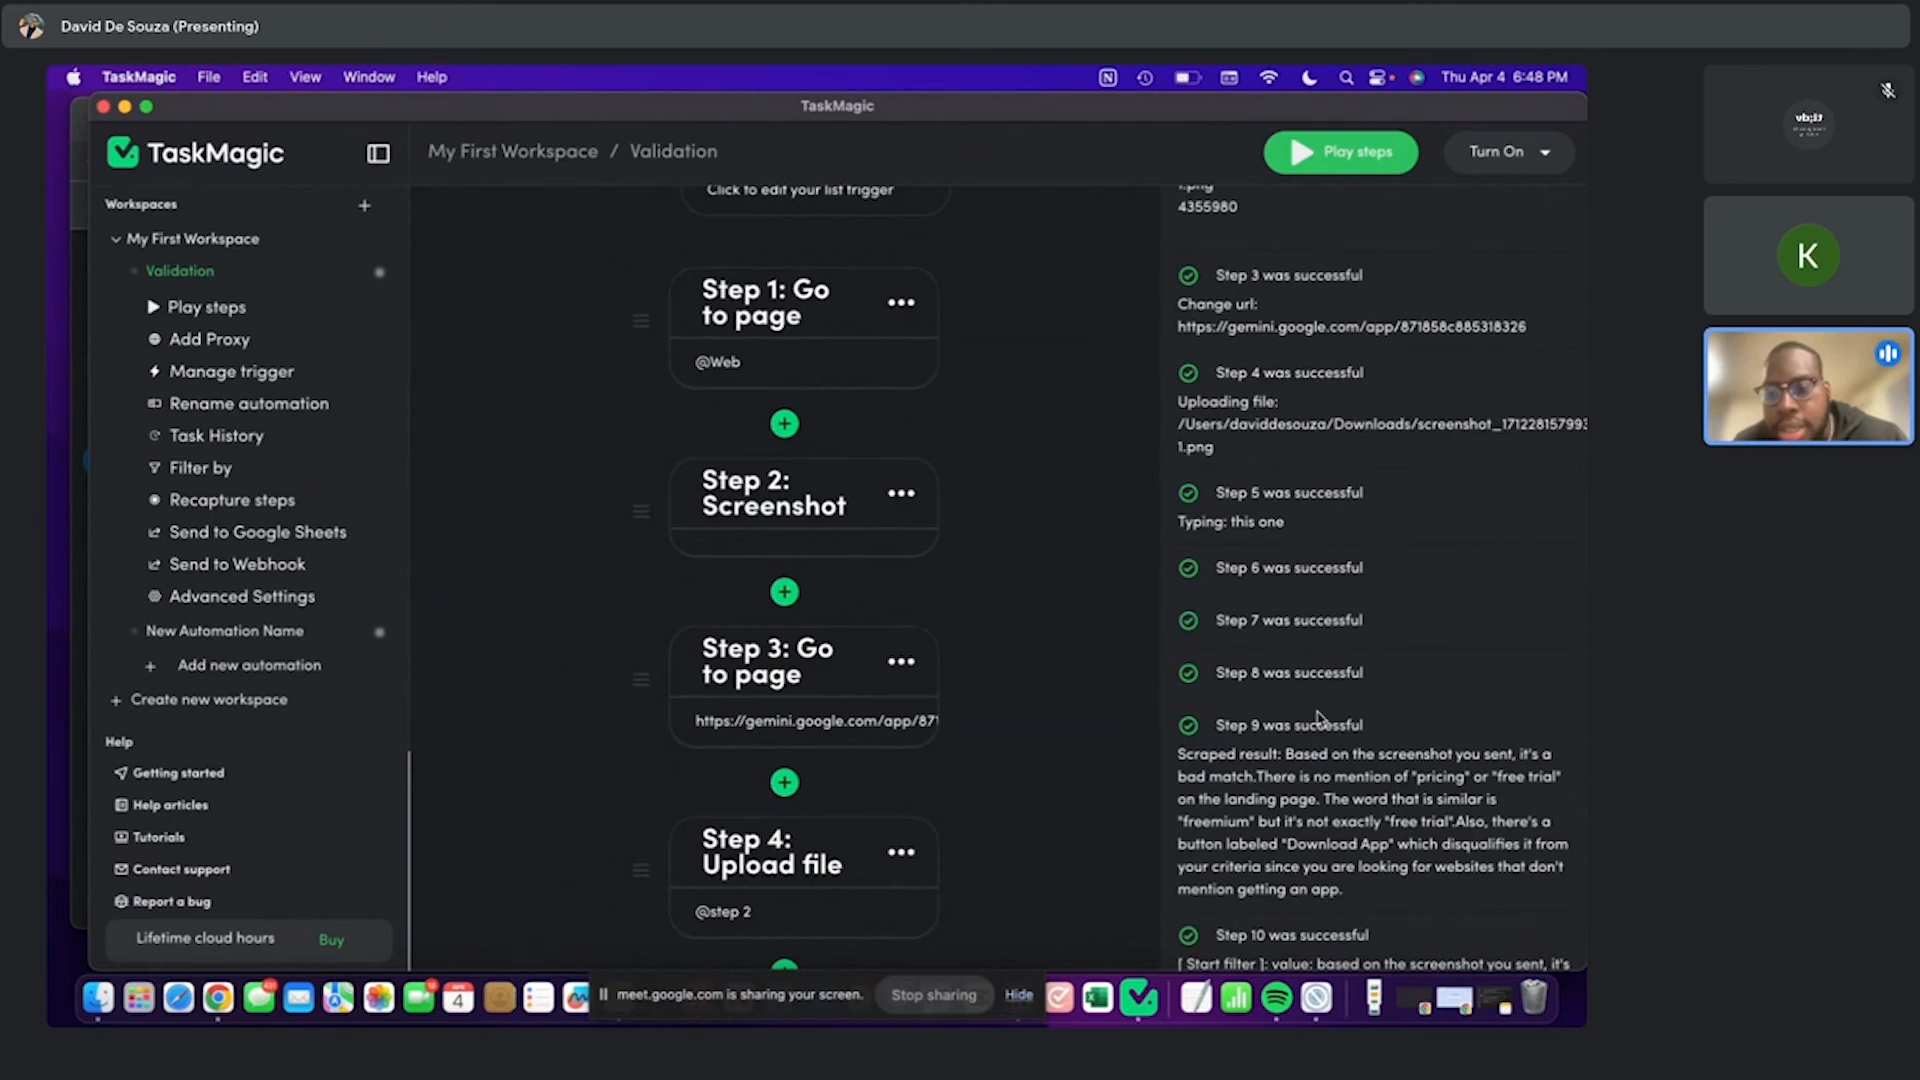 David De Souza (Presenting)
TaskMagic File Edit View Window Help
Thu Apr 4 6:48 PM
TaskMagic
TaskMagic
My First Workspace / Validation
Play steps
Turn On
Workspaces
My First Workspace
Validation
Play steps
Add Proxy
Manage trigger
Rename automation
Task History
Filter by
Recapture steps
Send to Google Sheets
Send to Webhook
Advanced Settings
New Automation Name
Add new automation
Create new workspace
Help
Getting started
Help articles
Tutorials
Contact support
Report a bug
Lifetime cloud hours Buy
Click to edit your list trigger
Step 1: Go
to page
@Web
Step 2:
Screenshot
Step 3: Go
to page
https://gemini.google.com/app/871
Step 4:
Upload file
@step 2
1.png
4355980
Step 3 was successful
Change url:
https://gemini.google.com/app/871858c885318326
Step 4 was successful
Uploading file:
/Users/daviddesouza/Downloads/screenshot_171228157993
1.png
Step 5 was successful
Typing: this one
Step 6 was successful
Step 7 was successful
Step 8 was successful
Step 9 was successful
Scraped result: Based on the screenshot you sent, it's a
bad match.There is no mention of "pricing" or "free trial"
on the landing page. The word that is similar is
"freemium" but it's not exactly "free trial".Also, there's a
button labeled "Download App" which disqualifies it from
your criteria since you are looking for websites that don't
mention getting an app.
Step 10 was successful
[ Start filter ]: value: based on the screenshot you sent, it's
meet.google.com is sharing your screen.
Stop sharing
Hide
4
K